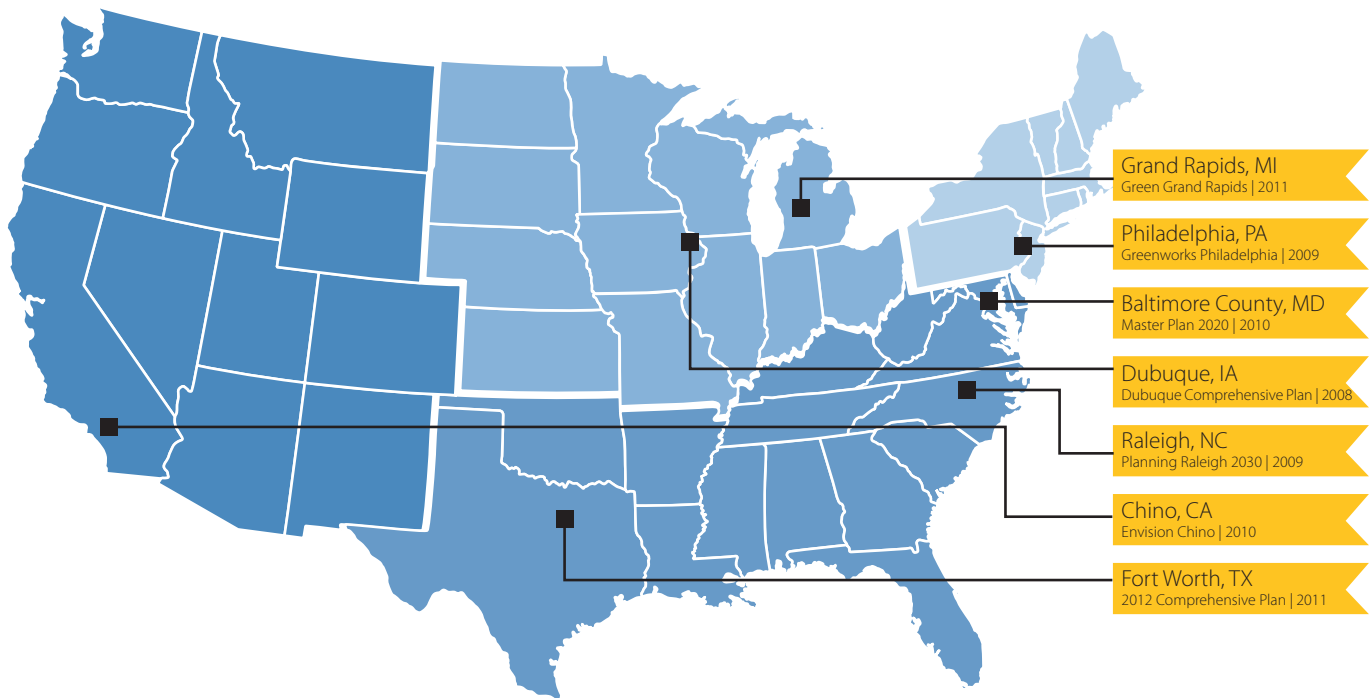 Grand Rapids, MI
Green Grand Rapids | 2011
Philadelphia, PA
Greenworks Philadelphia | 2009
Baltimore County, MD
Master Plan 2020 | 2010
Dubuque, IA
Dubuque Comprehensive Plan | 2008
Raleigh, NC
Planning Raleigh 2030 | 2009
Chino, CA
Envision Chino | 2010
Fort Worth, TX
2012 Comprehensive Plan | 2011